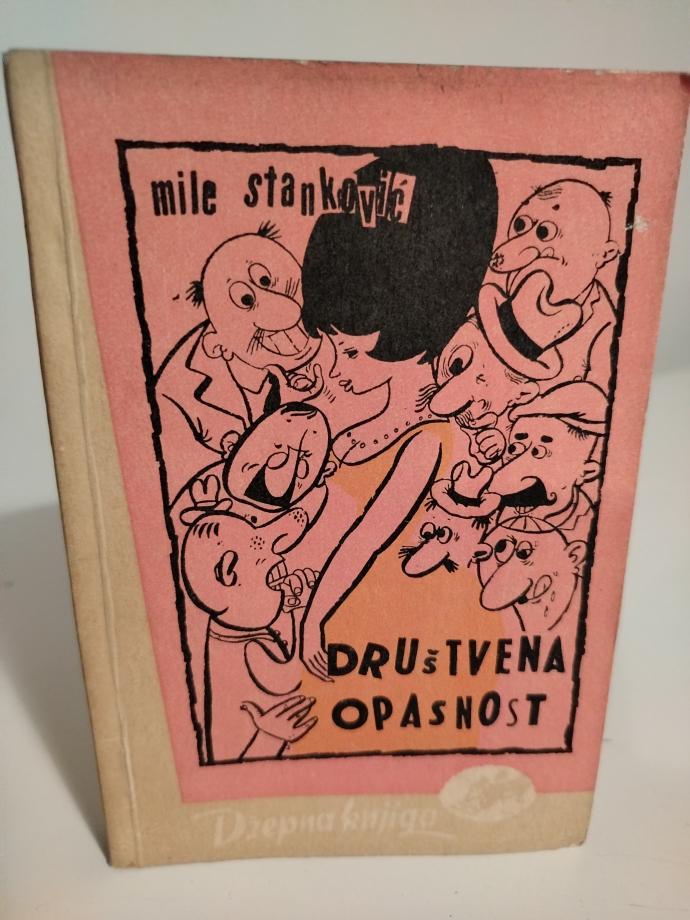 mile stanković
DRUŠTVENA
OPASNOST
Džepna knjiga